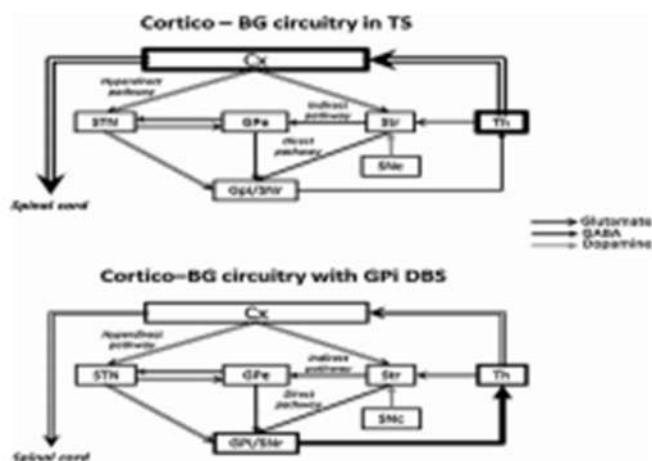 Cortico – BG circuitry in TS
Cx
Hyperdirect pathway
Indirect pathway
STN
GPe
Str
Th
Direct pathway
SNc
Gpi/SNr
Spinal cord
Glutamate
GABA
Dopamine
Cortico–BG circuitry with GPi DBS
Cx
Hyperdirect pathway
Indirect pathway
STN
GPe
Str
Th
Direct pathway
SNc
GPi/SNr
Spinal cord